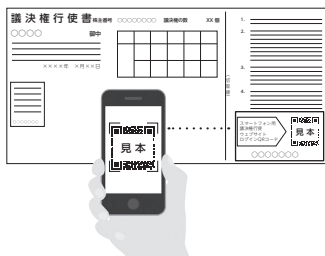 議決権行使書 株主番号 ○○○○○○○○ 議決権の数 XX 個
○○○○ 御中
××××年 ×月××日
○○○○○○○
見本
1.
2.
3.
4.
スマートフォン用
議決権行使
ウェブサイト
ログインQRコード
見本
○○○○○○○